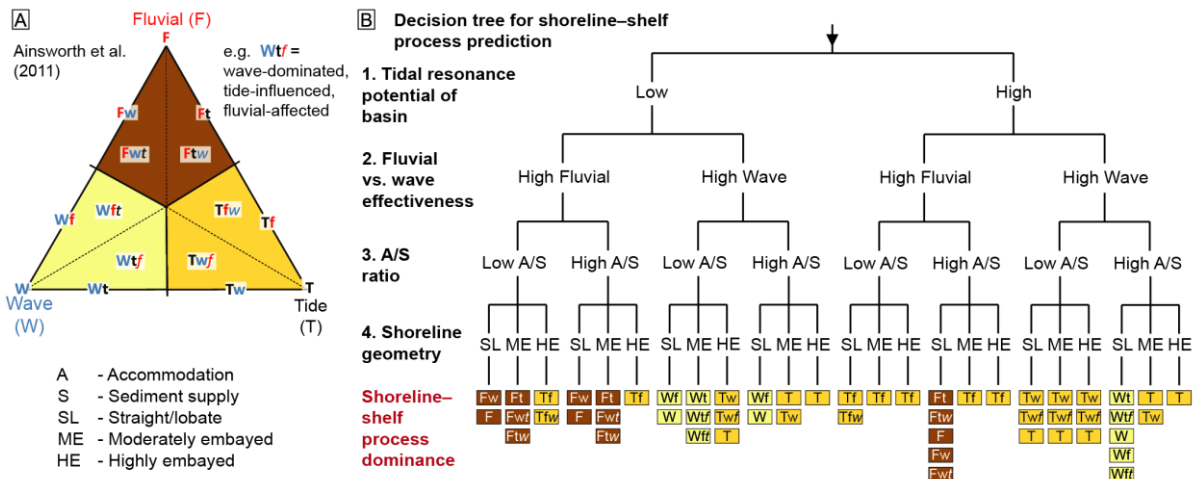 A
Fluvial (F)
F
Ainsworth et al.
(2011)
e.g. Wtf =
wave-dominated,
tide-influenced,
fluvial-affected
Fw
Ft
Fwt
Ftw
Wf
Wft
Tfw
Tf
Wtf
Twf
W
Wt
Tw
T
Wave
(W)
Tide
(T)
A - Accommodation
S - Sediment supply
SL - Straight/lobate
ME - Moderately embayed
HE - Highly embayed
B Decision tree for shoreline–shelf
process prediction
1. Tidal resonance
potential of
basin
Low High
2. Fluvial
vs. wave
effectiveness
High Fluvial High Wave High Fluvial High Wave
3. A/S
ratio
Low A/S High A/S Low A/S High A/S Low A/S High A/S Low A/S High A/S
4. Shoreline
geometry
SL ME HE SL ME HE SL ME HE SL ME HE SL ME HE SL ME HE SL ME HE SL ME HE
Shoreline–
shelf
process
dominance
Fw Ft Tf Fw Ft Tf Wf Wt Tw Wf T T Tf Tf Tf Ft Tf Tf Tw Tw Tw Wt T T
F Fwt Tfw F Fwt W Wtf Twf W Tw Tfw Ftw Twf Twf Twf Wtf Tw
Ftw Ftw Wft T F T T T W
Fw Wf
Fwt Wft